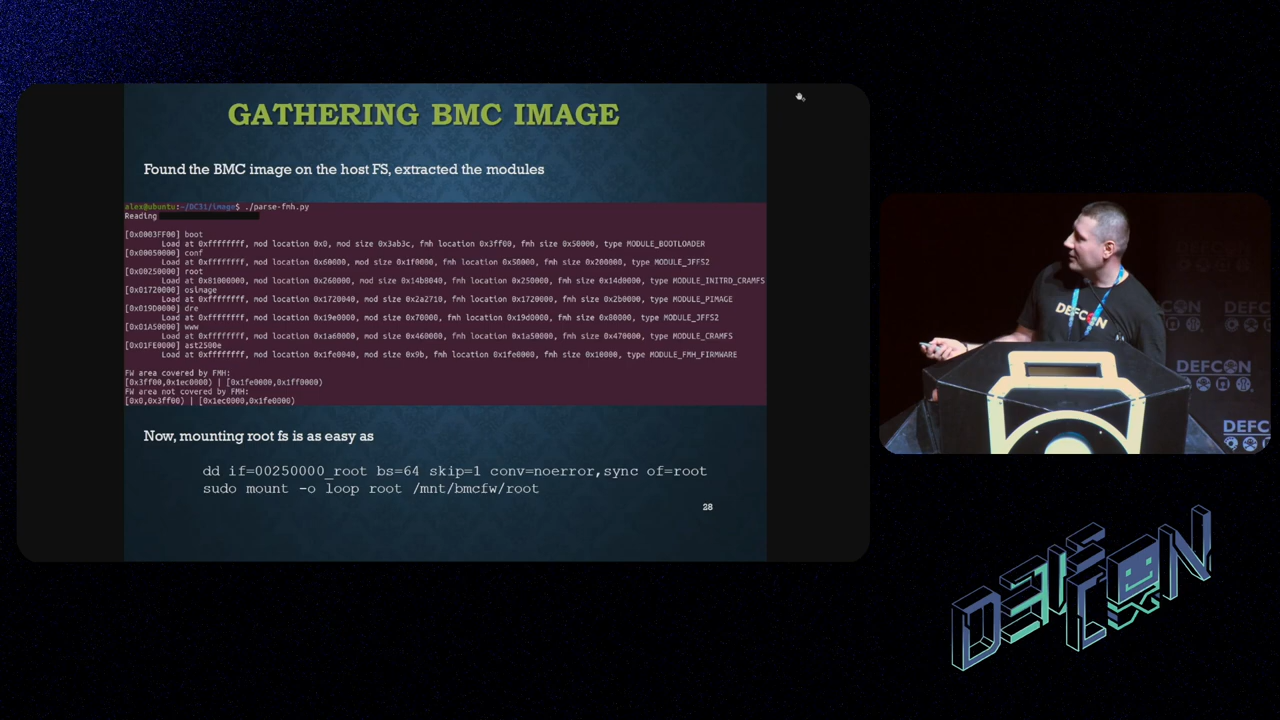 GATHERING BMC IMAGE
Found the BMC image on the host FS, extracted the modules
alex@ubuntu:~/DC31/image$ ./parse-fmh.py
Reading
[0x0003FF00] boot
Load at 0xffffffff, mod location 0x0, mod size 0x3ab3c, fmh location 0x3ff00, fmh size 0x50000, type MODULE_BOOTLOADER
[0x00050000] conf
Load at 0xffffffff, mod location 0x60000, mod size 0x1f0000, fmh location 0x50000, fmh size 0x200000, type MODULE_JFFS2
[0x00250000] root
Load at 0x81000000, mod location 0x260000, mod size 0x14b8040, fmh location 0x250000, fmh size 0x14d0000, type MODULE_INITRD_CRAMFS
[0x01720000] osimage
Load at 0xffffffff, mod location 0x1720040, mod size 0x2a2710, fmh location 0x1720000, fmh size 0x2b0000, type MODULE_PIMAGE
[0x019D0000] dre
Load at 0xffffffff, mod location 0x19e0000, mod size 0x70000, fmh location 0x19d0000, fmh size 0x80000, type MODULE_JFFS2
[0x01A50000] www
Load at 0xffffffff, mod location 0x1a60000, mod size 0x460000, fmh location 0x1a50000, fmh size 0x470000, type MODULE_CRAMFS
[0x01FE0000] ast2500e
Load at 0xffffffff, mod location 0x1fe0040, mod size 0x9b, fmh location 0x1fe0000, fmh size 0x10000, type MODULE_FMH_FIRMWARE
FW area covered by FMH:
[0x3ff00,0x1ec0000) | [0x1fe0000,0x1ff0000)
FW area not covered by FMH:
[0x0,0x3ff00) | [0x1ec0000,0x1fe0000)
Now, mounting root fs is as easy as
dd if=00250000_root bs=64 skip=1 conv=noerror,sync of=root
sudo mount -o loop root /mnt/bmcfw/root
28
DEFCON
DEFCON
DEFCON
DEFC
DEFCON